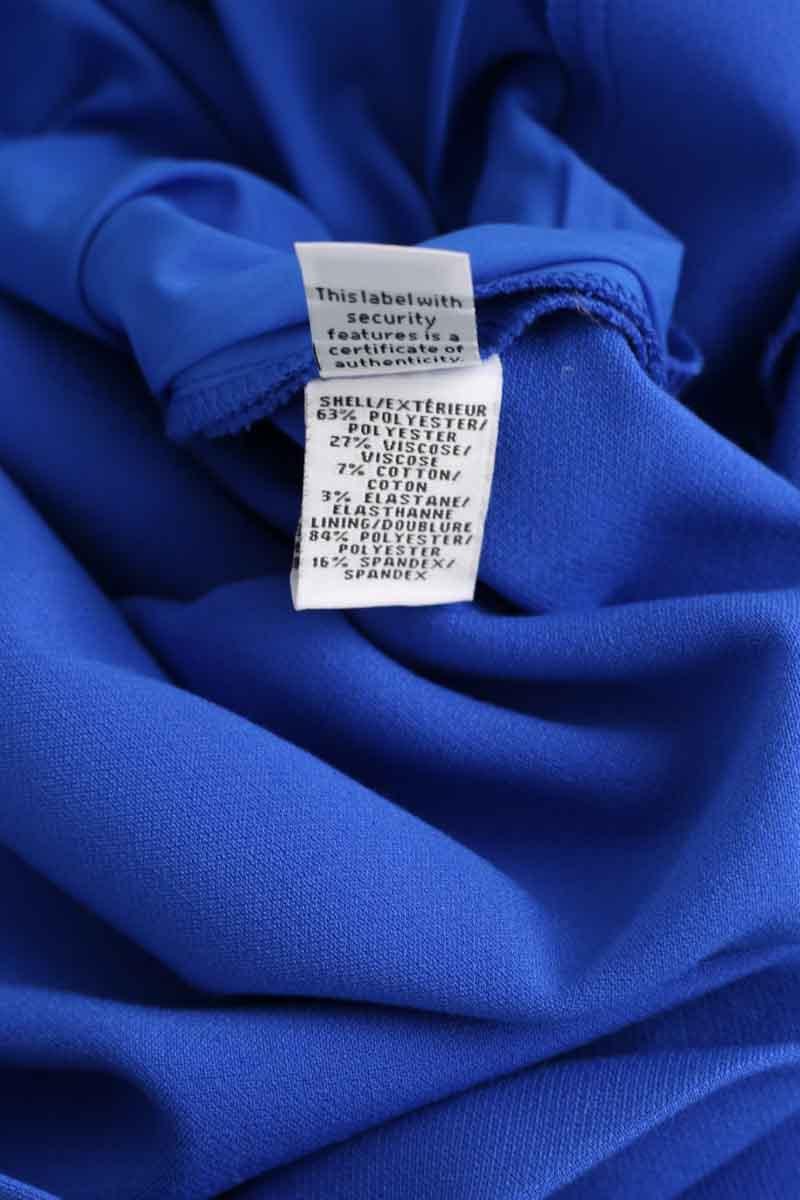 This label with
security
features is a
certificate of
authenticity.
SHELL/EXTÉRIEUR
63% POLYESTER/
POLYESTER
27% VISCOSE/
VISCOSE
7% COTTON/
COTON
3% ELASTANE/
ELASTHANNE
LINING/DOUBLURE
84% POLYESTER/
POLYESTER
16% SPANDEX/
SPANDEX